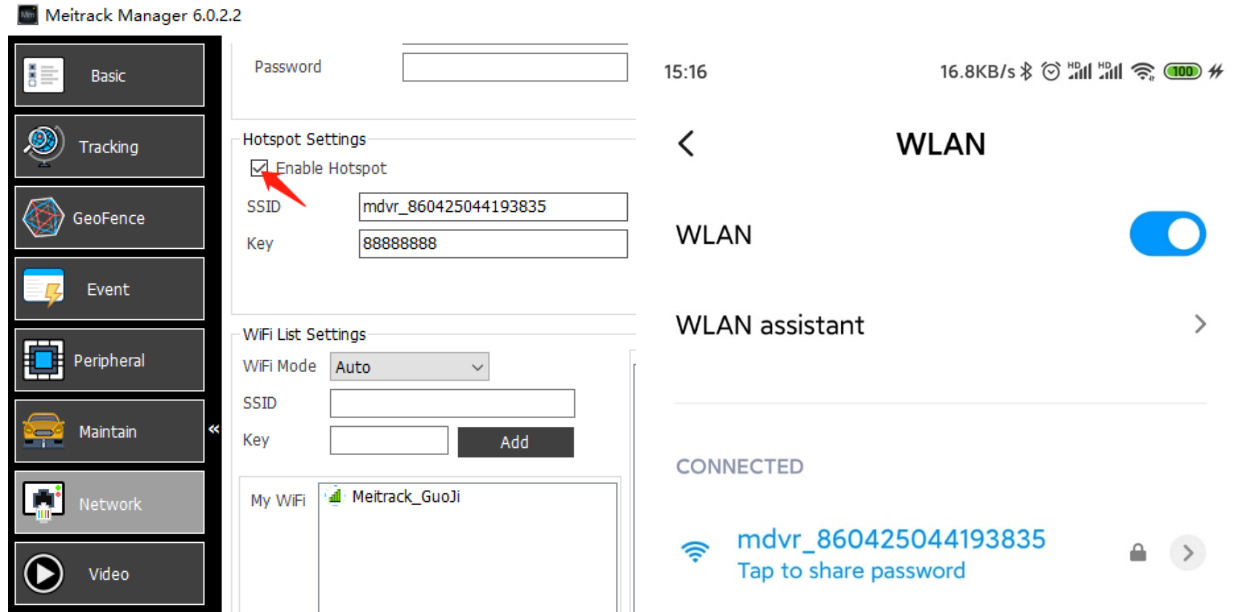 Meitrack Manager 6.0.2.2
Basic
Tracking
GeoFence
Event
Peripheral
Maintain
«
Network
Video
Password
Hotspot Settings
Enable Hotspot
SSID mdvr_860425044193835
Key 88888888
WiFi List Settings
WiFi Mode Auto
SSID
Key Add
My WiFi Meitrack_GuoJi
15:16 16.8KB/s HD HD 100
WLAN
WLAN
WLAN assistant
CONNECTED
mdvr_860425044193835
Tap to share password